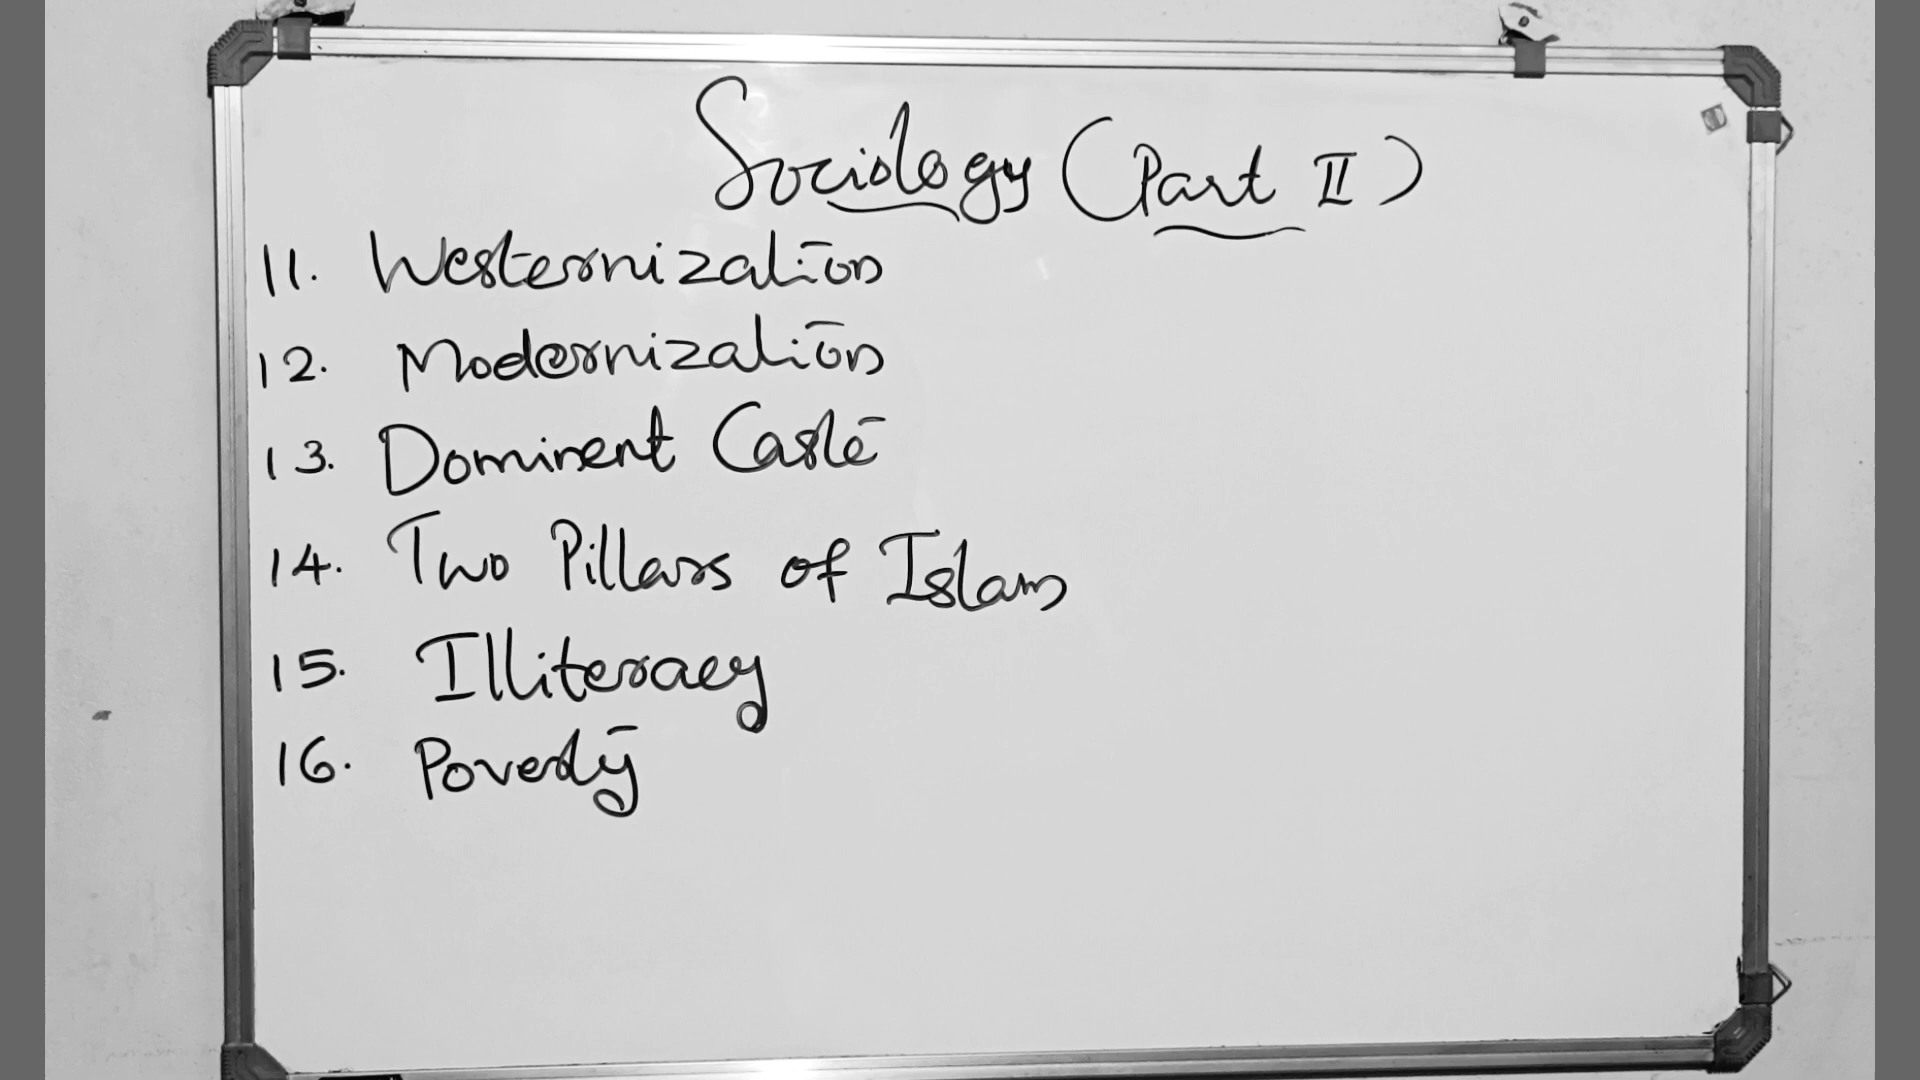 Sociology (Part II)
11. Westernization
12. Modernization
13. Dominent Caste
14. Two Pillars of Islam
15. Illiteracy
16. Poverty